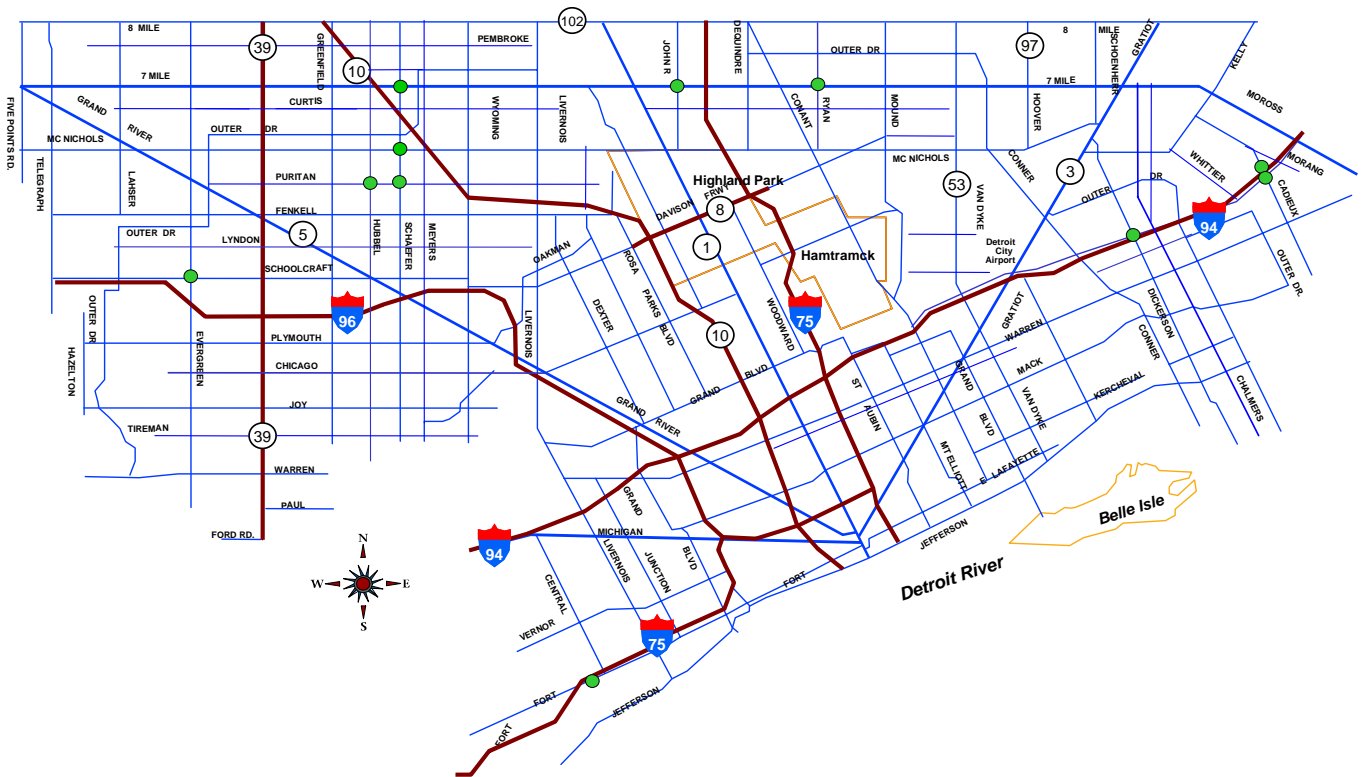 102
8 MILE
39
GREENFIELD
PEMBROKE
JOHN R
DEQUINDRE
OUTER DR
97
8 MILE
SCHOENHERR
GRATIOT
KELLY
10
7 MILE
7 MILE
FIVE POINTS RD.
GRAND RIVER
CURTIS
WYOMING
LIVERNOIS
CONANT
RYAN
MOUND
HOOVER
MOROSS
MC NICHOLS
OUTER DR
MC NICHOLS
CONNER
3
WHITTIER
MORANG
TELEGRAPH
LAHSER
PURITAN
Highland Park
53
VAN DYKE
OUTER DR
CADIEUX
FENKELL
DAVISON FRWY
8
94
OUTER DR
LYNDON
5
HUBBEL
SCHAEFER
MEYERS
OAKMAN
1
Hamtramck
Detroit
City
Airport
SCHOOLCRAFT
ROSA PARKS BLVD
OUTER DR.
OUTER DR
96
LIVERNOIS
DEXTER
WOODWARD
75
GRATIOT
WARREN
DICKERSON
CONNER
HAZELTON
EVERGREEN
PLYMOUTH
10
CHICAGO
GRAND BLVD
ST AUBIN
GRAND BLVD
MACK
VAN DYKE
KERCHEVAL
CHALMERS
JOY
GRAND RIVER
TIREMAN
39
MT ELLIOTT
E LAFAYETTE
WARREN
PAUL
GRAND BLVD
Belle Isle
FORD RD.
MICHIGAN
JEFFERSON
94
N
W
E
S
LIVERNOIS
JUNCTION
CENTRAL
FORT
Detroit River
VERNOR
75
FORT
JEFFERSON
FORT